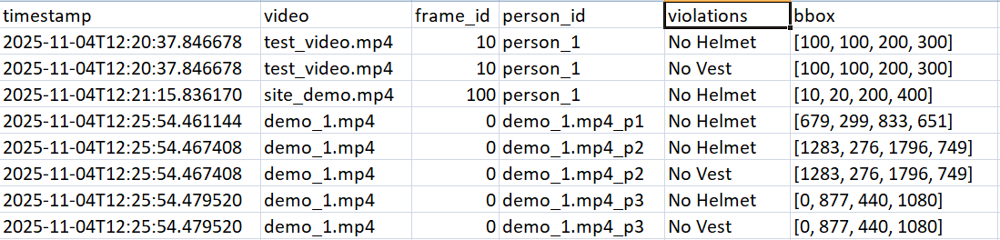 timestamp video frame_id person_id violations bbox
2025-11-04T12:20:37.846678 test_video.mp4 10 person_1 No Helmet [100, 100, 200, 300]
2025-11-04T12:20:37.846678 test_video.mp4 10 person_1 No Vest [100, 100, 200, 300]
2025-11-04T12:21:15.836170 site_demo.mp4 100 person_1 No Helmet [10, 20, 200, 400]
2025-11-04T12:25:54.461144 demo_1.mp4 0 demo_1.mp4_p1 No Helmet [679, 299, 833, 651]
2025-11-04T12:25:54.467408 demo_1.mp4 0 demo_1.mp4_p2 No Helmet [1283, 276, 1796, 749]
2025-11-04T12:25:54.467408 demo_1.mp4 0 demo_1.mp4_p2 No Vest [1283, 276, 1796, 749]
2025-11-04T12:25:54.479520 demo_1.mp4 0 demo_1.mp4_p3 No Helmet [0, 877, 440, 1080]
2025-11-04T12:25:54.479520 demo_1.mp4 0 demo_1.mp4_p3 No Vest [0, 877, 440, 1080]